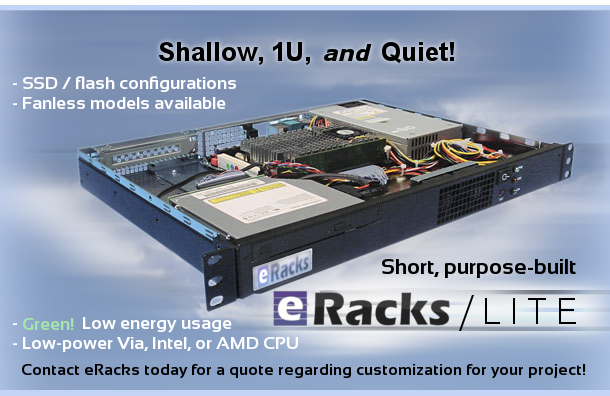 Shallow, 1U, and Quiet!
- SSD / flash configurations
- Fanless models available
eRacks
Short, purpose-built
eRacks/LITE
- Green! Low energy usage
- Low-power Via, Intel, or AMD CPU
Contact eRacks today for a quote regarding customization for your project!